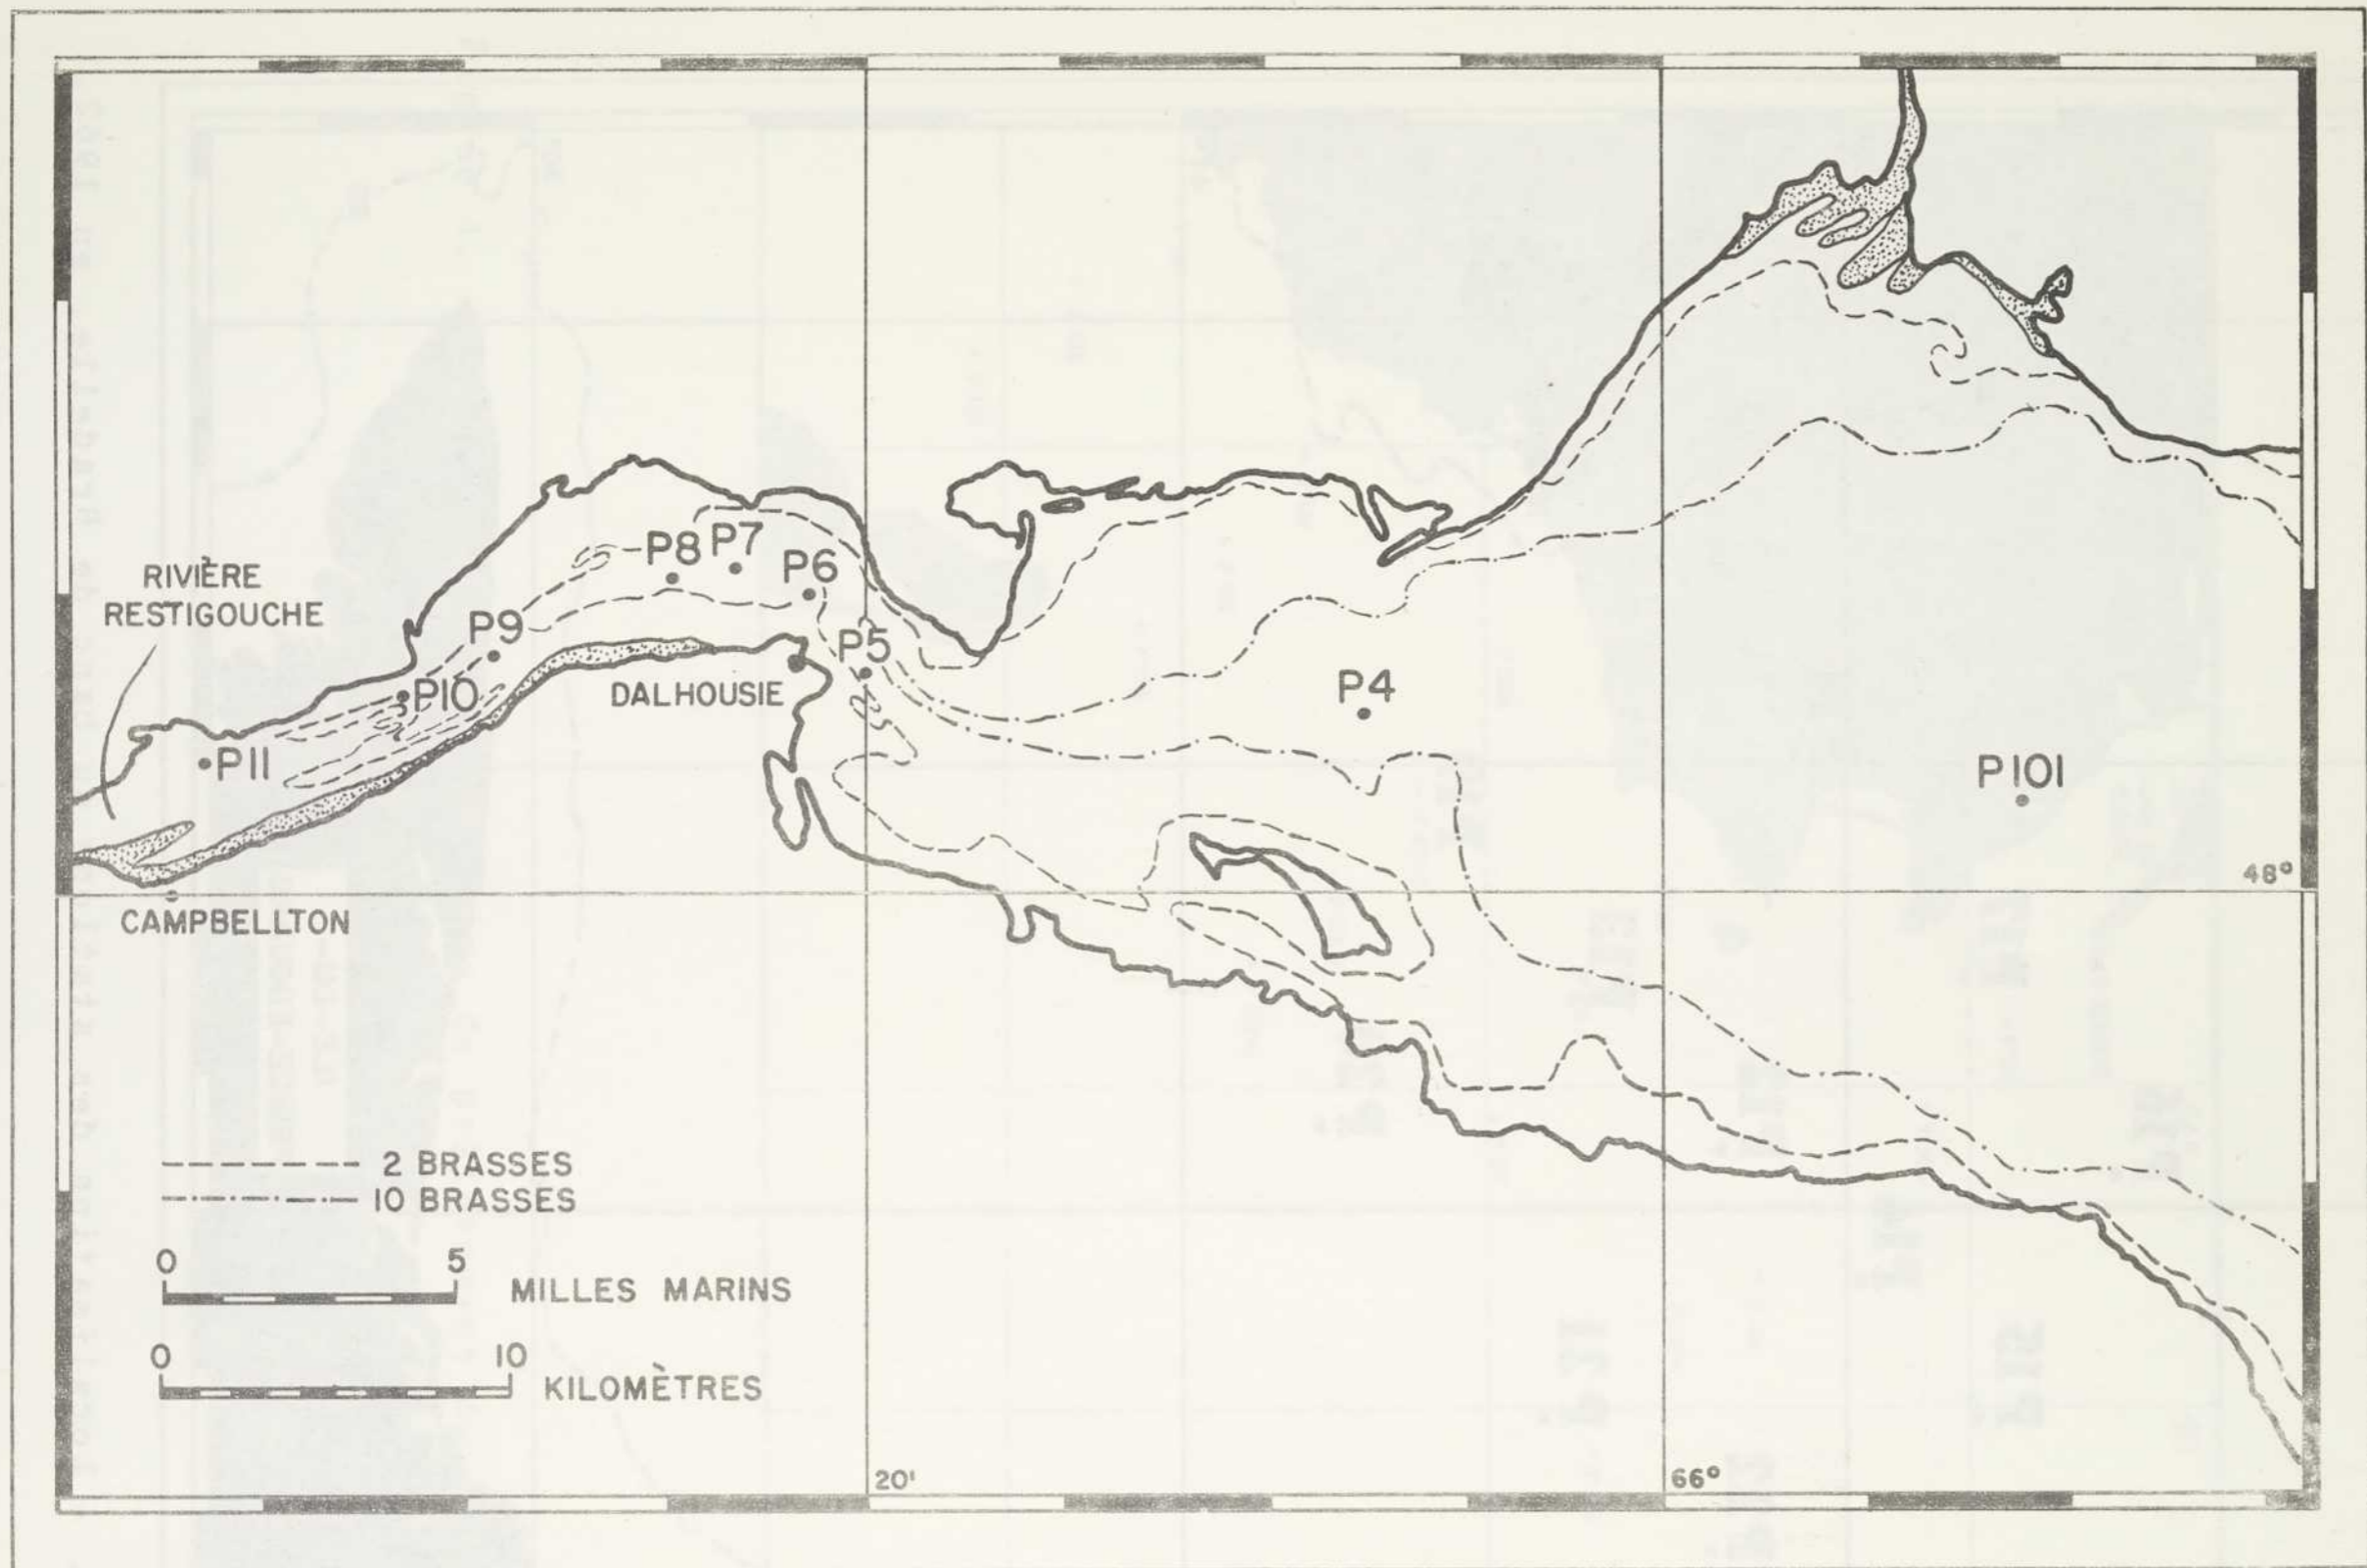 P8
P7
P6
RIVIÈRE
RESTIGOUCHE
P9
P5
P10
DALHOUSIE
P4
P11
P101
48°
CAMPBELLTON
2 BRASSES
10 BRASSES
0 5
MILLES MARINS
0 10
KILOMÈTRES
20'
66°